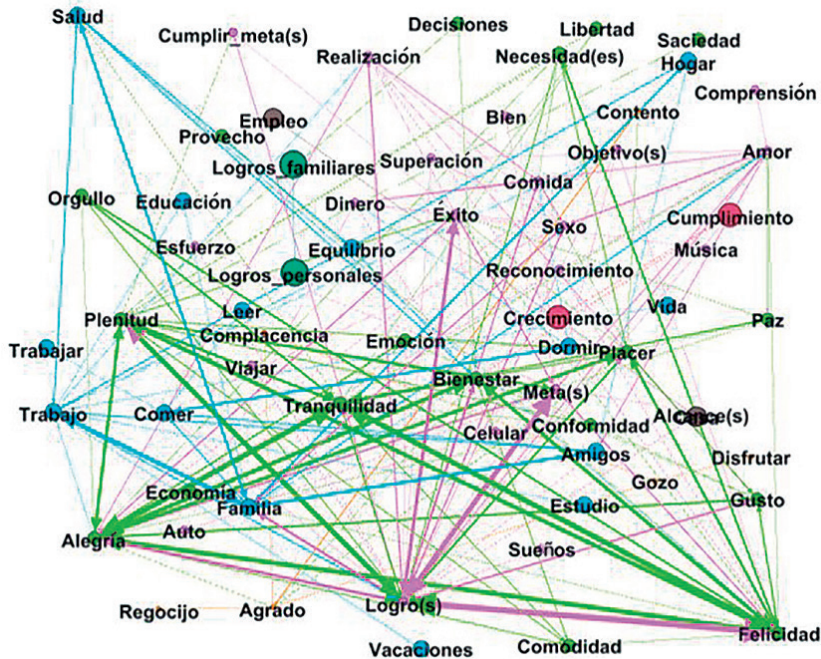 Salud
Decisiones
Libertad
Cumplir_meta(s)
Saciedad
Realización
Necesidad(es)
Hogar
Comprensión
Empleo
Bien
Contento
Provecho
Logros_familiares
Superación
Objetivo(s)
Amor
Comida
Orgullo
Educación
Dinero
Éxito
Cumplimiento
Sexo
Esfuerzo
Equilibrio
Música
Logros_personales
Reconocimiento
Leer
Vida
Plenitud
Crecimiento
Paz
Complacencia
Emoción
Trabajar
Dormir
Placer
Viajar
Bienestar
Meta(s)
Trabajo
Comer
Tranquilidad
Alcance(s)
Celular
Conformidad
Amigos
Disfrutar
Gozo
Economía
Familia
Estudio
Gusto
Auto
Alegría
Sueños
Regocijo
Agrado
Logro(s)
Felicidad
Vacaciones
Comodidad